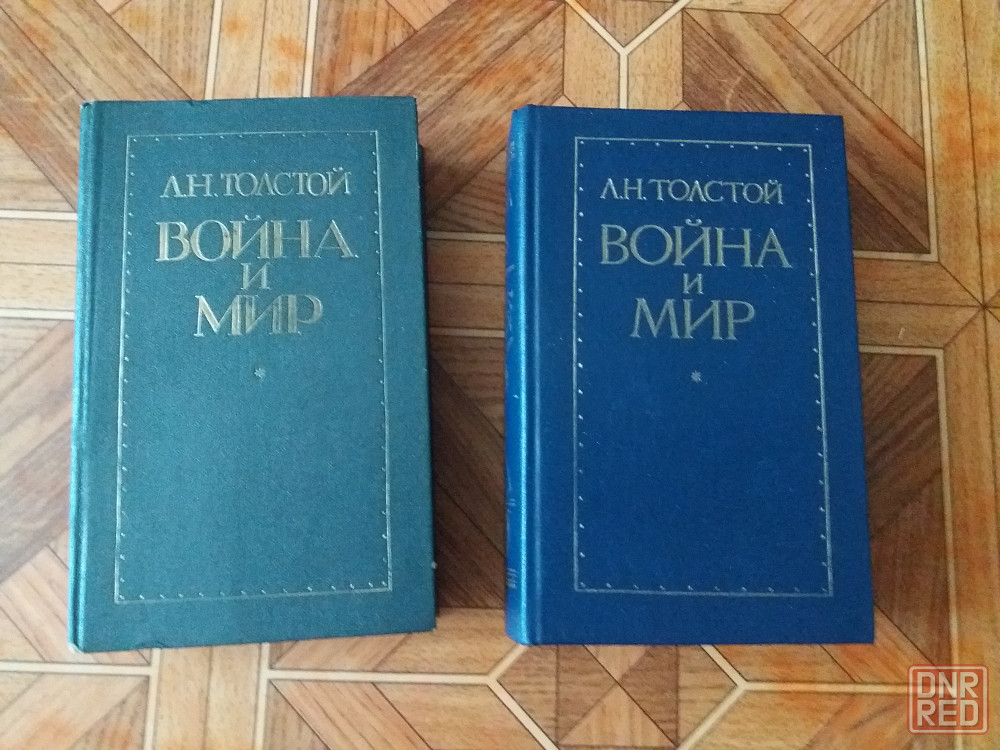 Л.Н. ТОЛСТОЙ
ВОЙНА
И
МИР
*
Л.Н. ТОЛСТОЙ
ВОЙНА
И
МИР
*
DNR
RED